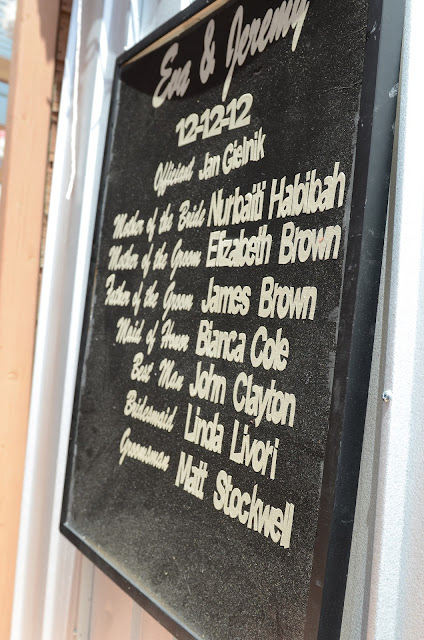 Eva & Jeremy
12-12-12
Officiant Jan Cielnik
Mother of the Bride Nurbaiti Habibah
Mother of the Groom Elizabeth Brown
Father of the Groom James Brown
Maid of Honor Bianca Cole
Best Man John Clayton
Bridesmaid Linda Livori
Groomsman Matt Stockwell